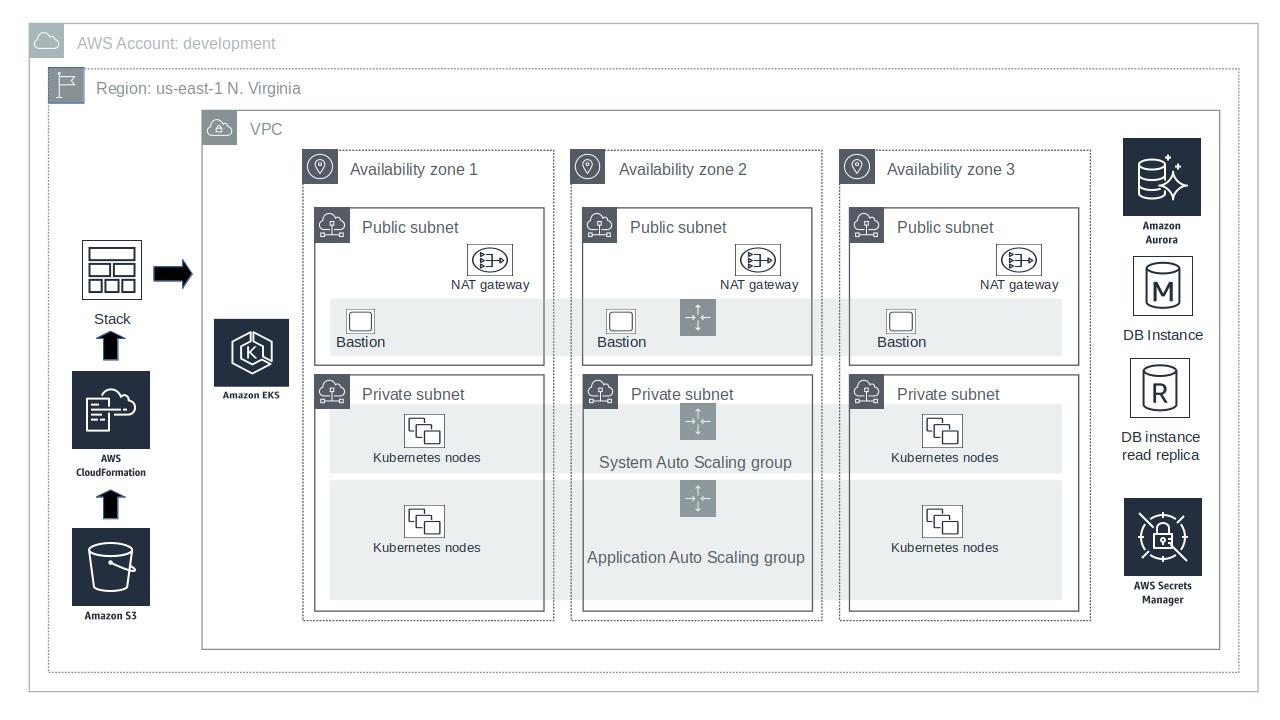 AWS Account: development
Region: us-east-1 N. Virginia
VPC
Availability zone 1
Availability zone 2
Availability zone 3
Public subnet
Public subnet
Public subnet
NAT gateway
NAT gateway
NAT gateway
Bastion
Bastion
Bastion
Private subnet
Private subnet
Private subnet
Kubernetes nodes
System Auto Scaling group
Kubernetes nodes
Kubernetes nodes
Application Auto Scaling group
Kubernetes nodes
Stack
AWS
CloudFormation
Amazon S3
K
Amazon EKS
Amazon
Aurora
M
DB Instance
R
DB instance
read replica
AWS Secrets
Manager